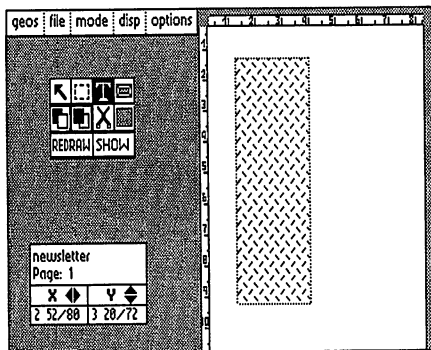 geos file mode disp options
REDRAW SHOW
newsletter
Page: 1
X Y
2 52/80 3 20/72